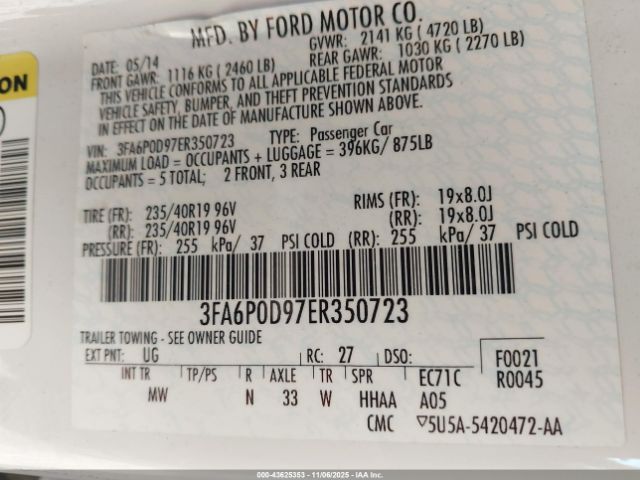 MFD. BY FORD MOTOR CO.
DATE: 05/14 GVWR: 2141 KG ( 4720 LB)
FRONT GAWR: 1116 KG ( 2460 LB) REAR GAWR: 1030 KG ( 2270 LB)
THIS VEHICLE CONFORMS TO ALL APPLICABLE FEDERAL MOTOR
VEHICLE SAFETY, BUMPER, AND THEFT PREVENTION STANDARDS
IN EFFECT ON THE DATE OF MANUFACTURE SHOWN ABOVE.
VIN: 3FA6P0D97ER350723 TYPE: Passenger Car
MAXIMUM LOAD = OCCUPANTS + LUGGAGE = 396KG/ 875LB
OCCUPANTS = 5 TOTAL; 2 FRONT, 3 REAR
TIRE (FR): 235/40R19 96V RIMS (FR): 19x8.0J
(RR): 235/40R19 96V (RR): 19x8.0J
PRESSURE (FR): 255 kPa/ 37 PSI COLD (RR): 255 kPa/ 37 PSI COLD
3FA6P0D97ER350723
TRAILER TOWING - SEE OWNER GUIDE
EXT PNT: UG RC: 27 DSO: F0021
R0045
INT TR TP/PS R AXLE TR SPR EC71C
MW N 33 W HHAA A05
CMC ▽5U5A-5420472-AA
ON
000-43625353 | 11/06/2025 - IAAI.COM